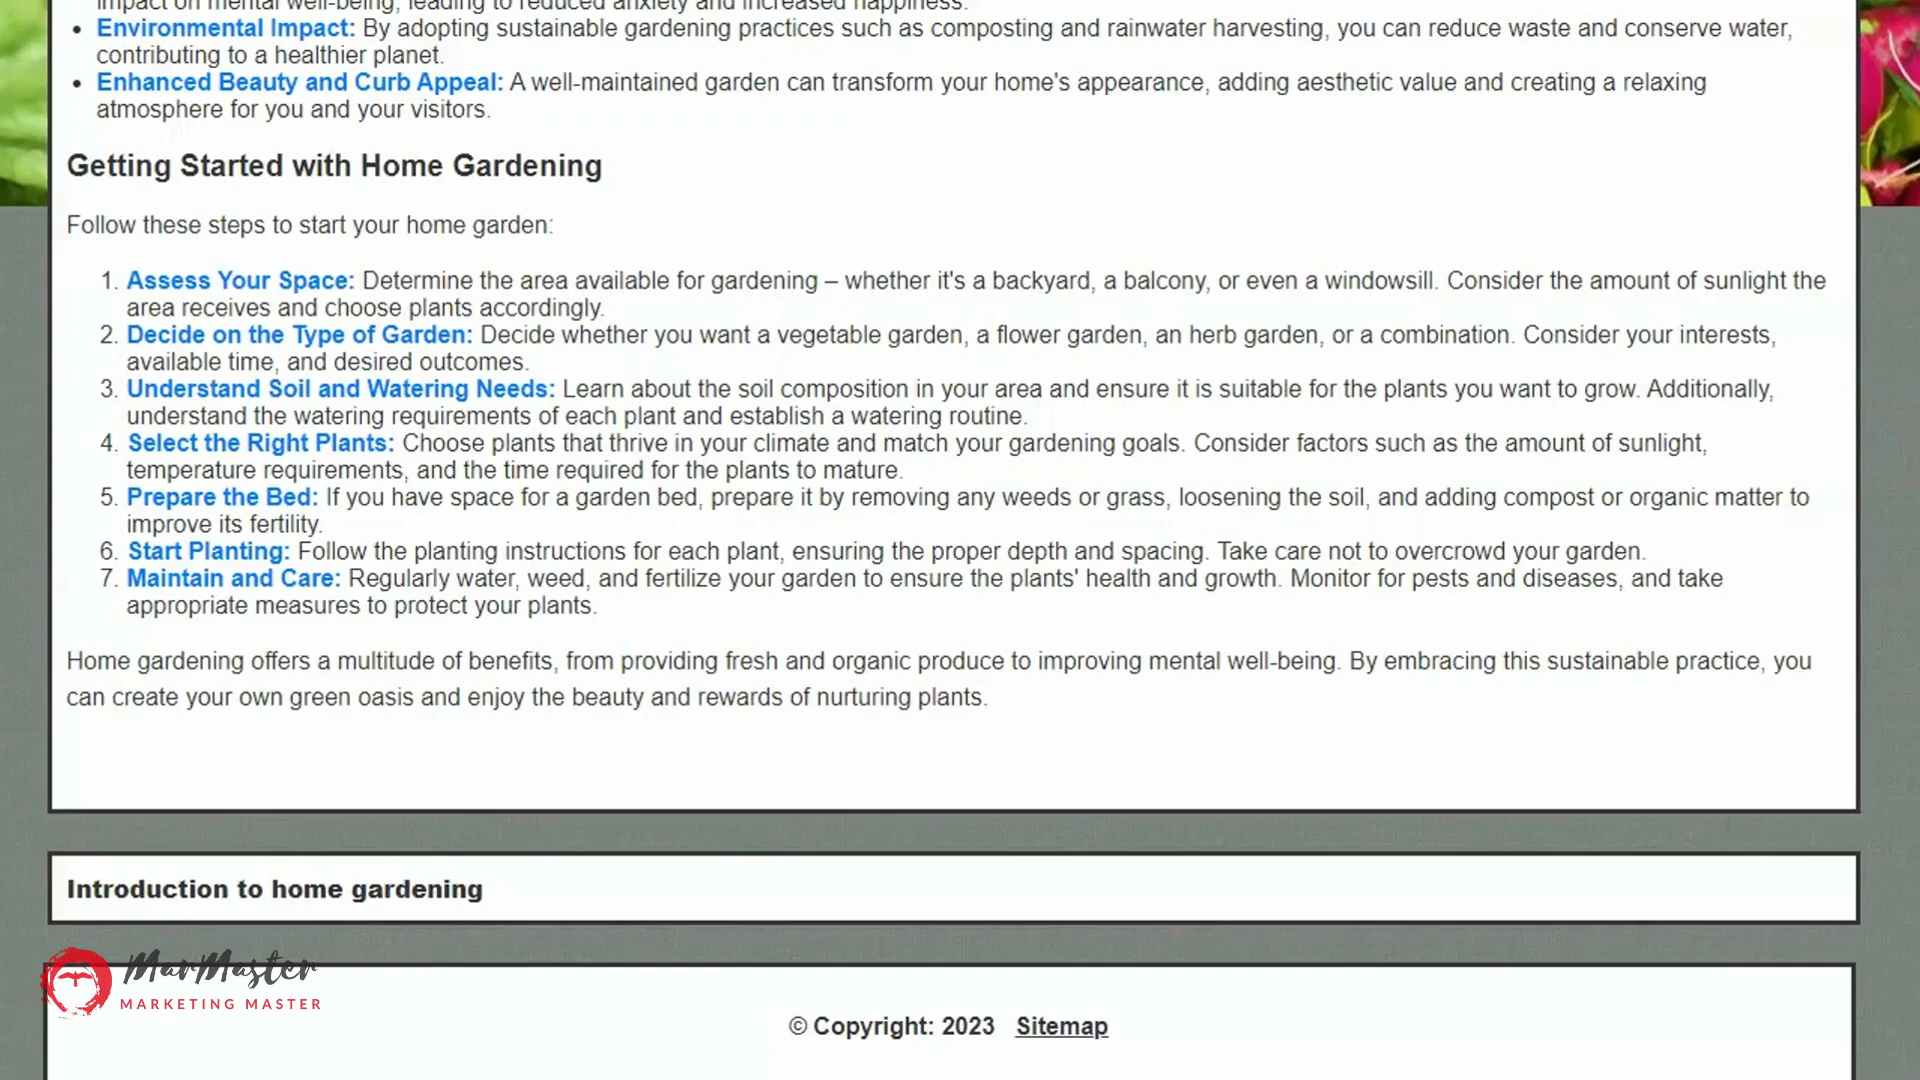 impact on mental well-being, leading to reduced anxiety and increased happiness.
• Environmental Impact: By adopting sustainable gardening practices such as composting and rainwater harvesting, you can reduce waste and conserve water,
contributing to a healthier planet.
• Enhanced Beauty and Curb Appeal: A well-maintained garden can transform your home's appearance, adding aesthetic value and creating a relaxing
atmosphere for you and your visitors.
Getting Started with Home Gardening
Follow these steps to start your home garden:
1. Assess Your Space: Determine the area available for gardening – whether it's a backyard, a balcony, or even a windowsill. Consider the amount of sunlight the
area receives and choose plants accordingly.
2. Decide on the Type of Garden: Decide whether you want a vegetable garden, a flower garden, an herb garden, or a combination. Consider your interests,
available time, and desired outcomes.
3. Understand Soil and Watering Needs: Learn about the soil composition in your area and ensure it is suitable for the plants you want to grow. Additionally,
understand the watering requirements of each plant and establish a watering routine.
4. Select the Right Plants: Choose plants that thrive in your climate and match your gardening goals. Consider factors such as the amount of sunlight,
temperature requirements, and the time required for the plants to mature.
5. Prepare the Bed: If you have space for a garden bed, prepare it by removing any weeds or grass, loosening the soil, and adding compost or organic matter to
improve its fertility.
6. Start Planting: Follow the planting instructions for each plant, ensuring the proper depth and spacing. Take care not to overcrowd your garden.
7. Maintain and Care: Regularly water, weed, and fertilize your garden to ensure the plants' health and growth. Monitor for pests and diseases, and take
appropriate measures to protect your plants.
Home gardening offers a multitude of benefits, from providing fresh and organic produce to improving mental well-being. By embracing this sustainable practice, you
can create your own green oasis and enjoy the beauty and rewards of nurturing plants.
Introduction to home gardening
MarMaster
MARKETING MASTER
© Copyright: 2023 Sitemap